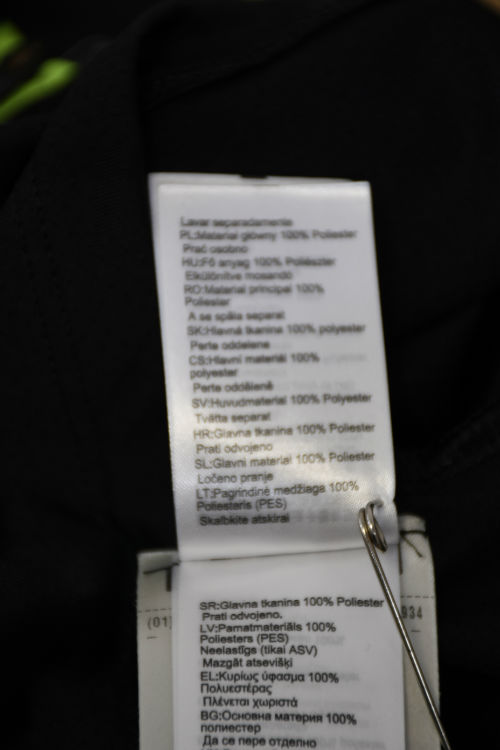 Lavar separadamente
PL:Materiał główny 100% Poliester
Prać osobno
HU:Fő anyag 100% Poliészter
Elkülönítve mosandó
RO:Material principal 100%
Poliester
A se spăla separat
SK:Hlavná tkanina 100% polyester
Perte oddelene
CS:Hlavní materiál 100%
polyester
Perte odděleně
SV:Huvudmaterial 100% Polyester
Tvätta separat
HR:Glavna tkanina 100% Poliester
Prati odvojeno
SL:Glavni material 100% Poliester
Ločeno pranje
LT:Pagrindinė medžiaga 100%
Poliesteris (PES)
Skalbkite atskirai
SR:Glavna tkanina 100% Poliester
Prati odvojeno.
LV:Pamatmateriāls 100%
Poliesters (PES)
Neelastīgs (tikai ASV)
Mazgāt atsevišķi
EL:Κυρίως ύφασμα 100%
Πολυεστέρας
Πλένεται χωριστά
BG:Основна материя 100%
полиестер
Да се пере отделно
(01)
934